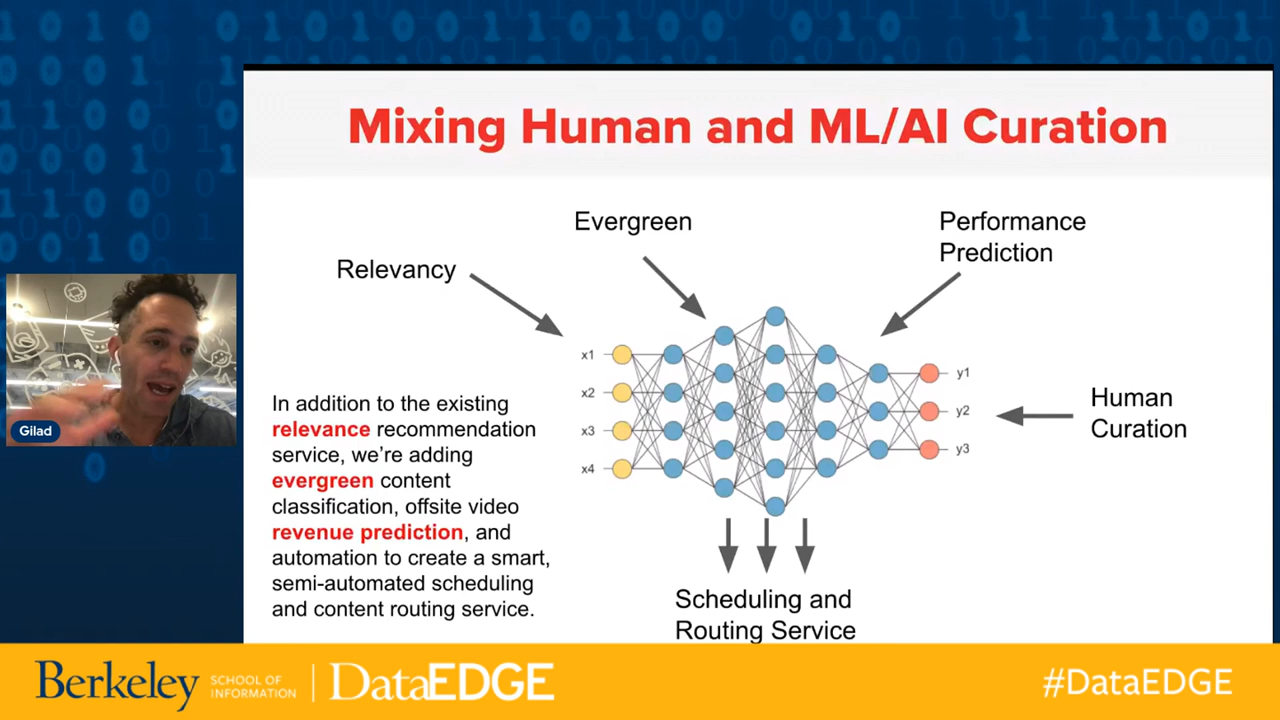 Mixing Human and ML/AI Curation
Evergreen
Performance
Prediction
Relevancy
x1
x2
x3
x4
y1
y2
y3
Human
Curation
In addition to the existing
relevance recommendation
service, we’re adding
evergreen content
classification, offsite video
revenue prediction, and
automation to create a smart,
semi-automated scheduling
and content routing service.
Scheduling and
Routing Service
Gilad
Berkeley
SCHOOL OF
INFORMATION
DataEDGE
#DataEDGE